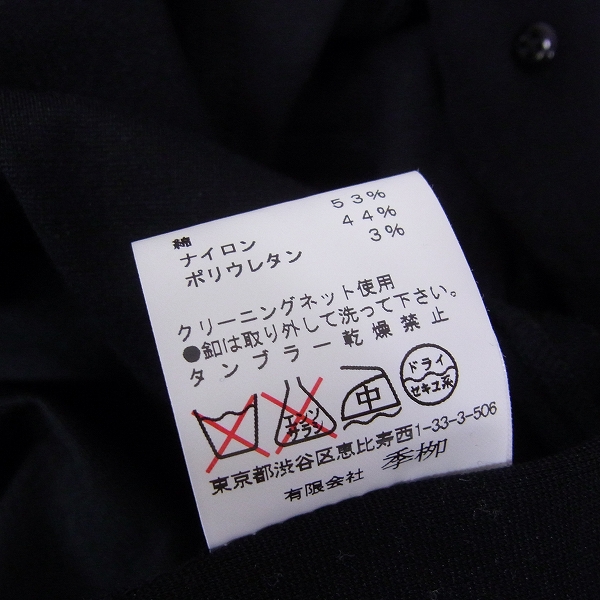 綿 53%
ナイロン 44%
ポリウレタン 3%
クリーニングネット使用
●釦は取り外して洗って下さい。
タンブラー乾燥禁止
エンソ サラシ 中 ドライ セキユ系
東京都渋谷区恵比寿西1-33-3-506
有限会社 季栁